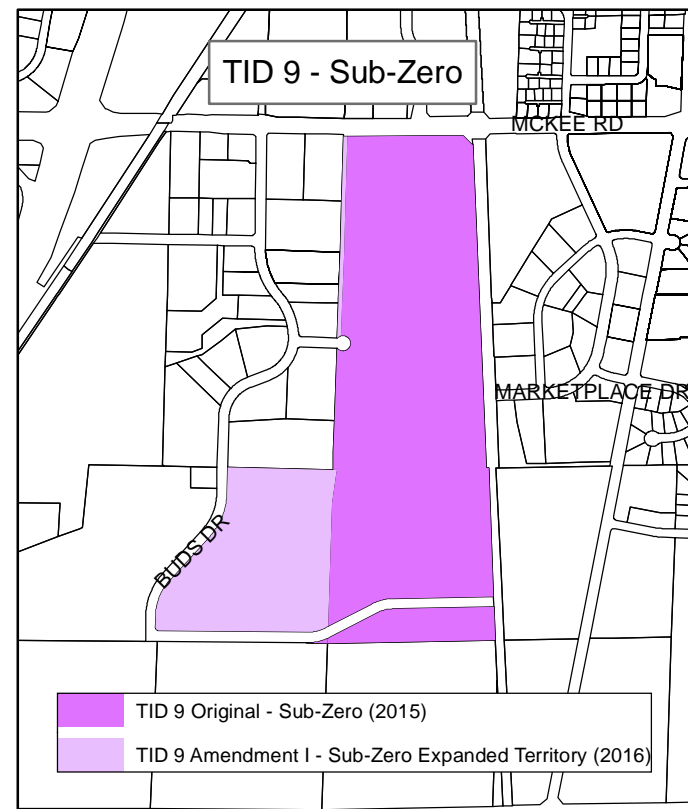 TID 9 - Sub-Zero
MCKEE RD
MARKETPLACE DR
BUDS DR
TID 9 Original - Sub-Zero (2015)
TID 9 Amendment I - Sub-Zero Expanded Territory (2016)